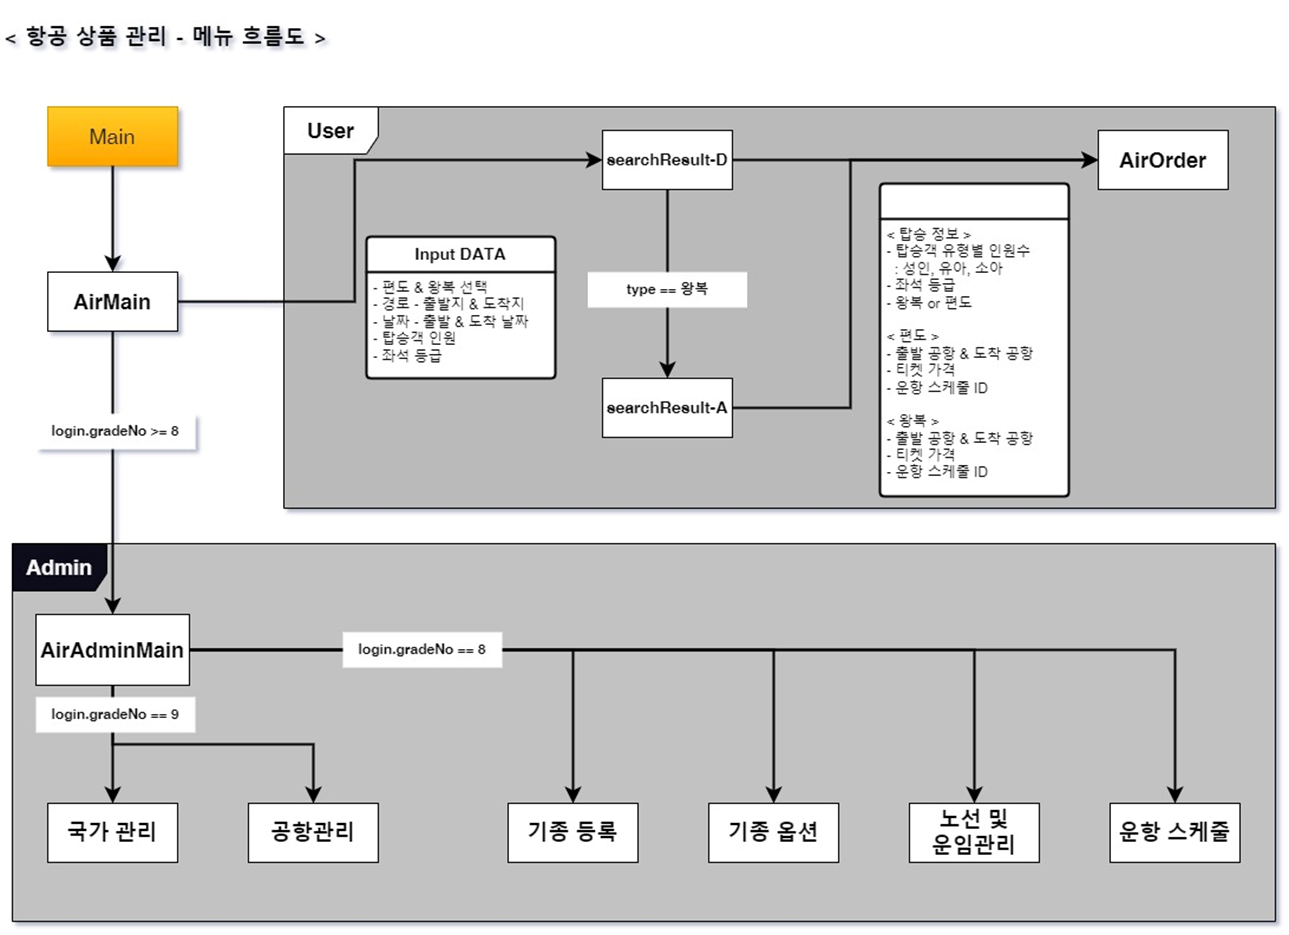 < 항공 상품 관리 - 메뉴 흐름도 >
Main
User
searchResult-D
AirOrder
Input DATA
- 편도 & 왕복 선택
- 경로 - 출발지 & 도착지
- 날짜 - 출발 & 도착 날짜
- 탑승객 인원
- 좌석 등급
type == 왕복
< 탑승 정보 >
- 탑승객 유형별 인원수
: 성인, 유아, 소아
- 좌석 등급
- 왕복 or 편도
< 편도 >
- 출발 공항 & 도착 공항
- 티켓 가격
- 운항 스케줄 ID
< 왕복 >
- 출발 공항 & 도착 공항
- 티켓 가격
- 운항 스케줄 ID
AirMain
searchResult-A
login.gradeNo >= 8
Admin
AirAdminMain
login.gradeNo == 8
login.gradeNo == 9
국가 관리
공항관리
기종 등록
기종 옵션
노선 및
운임관리
운항 스케줄